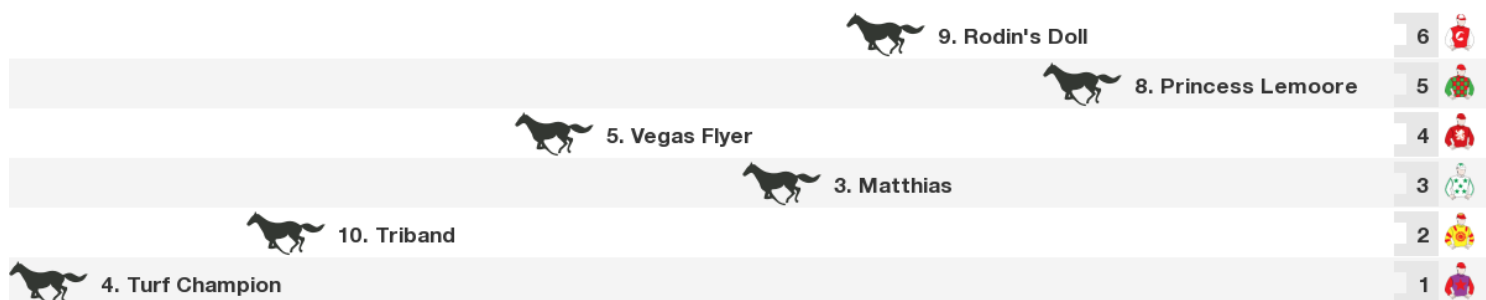 9. Rodin's Doll 6
8. Princess Lemoore 5
5. Vegas Flyer 4
3. Matthias 3
10. Triband 2
4. Turf Champion 1